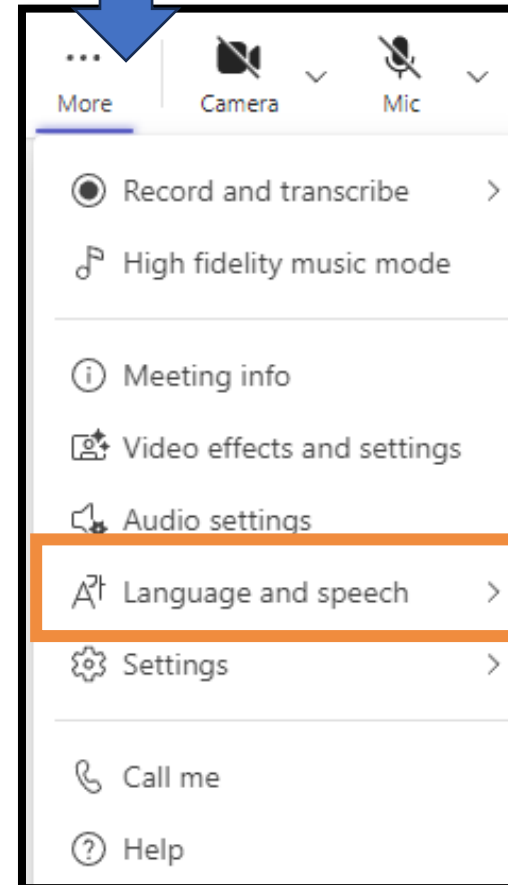 More Camera Mic
Record and transcribe
High fidelity music mode
Meeting info
Video effects and settings
Audio settings
Language and speech
Settings
Call me
Help